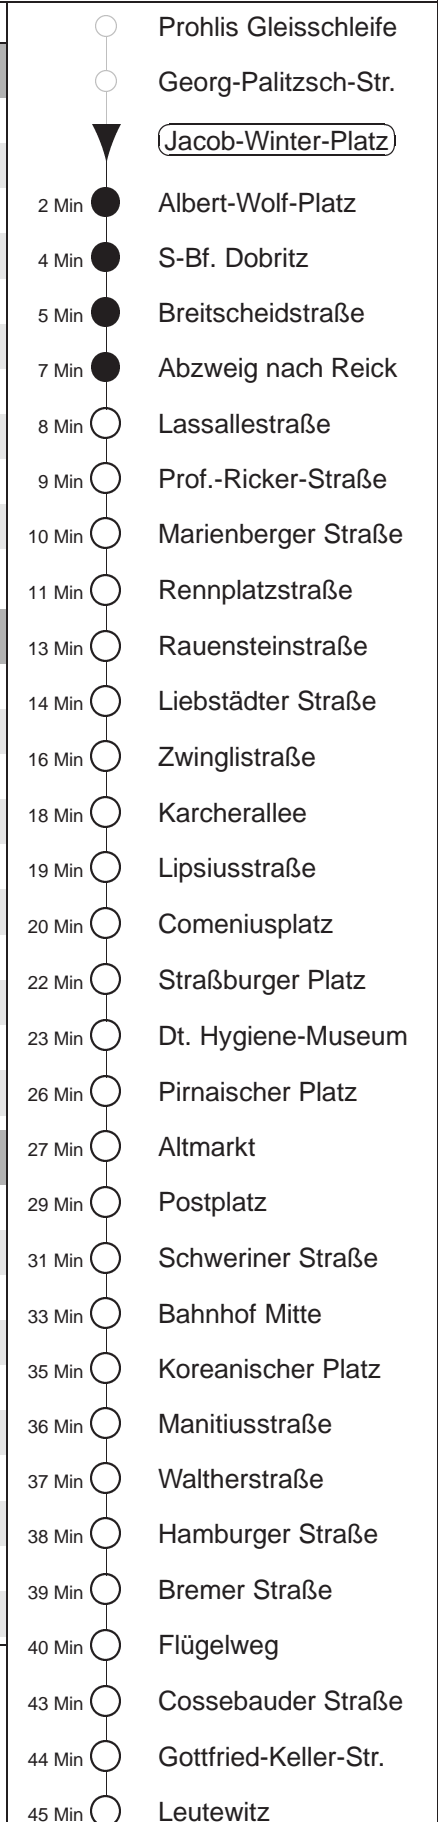 Prohlis Gleisschleife
Georg-Palitzsch-Str.
Jacob-Winter-Platz
2 Min Albert-Wolf-Platz
4 Min S-Bf. Dobritz
5 Min Breitscheidstraße
7 Min Abzweig nach Reick
8 Min Lassallestraße
9 Min Prof.-Ricker-Straße
10 Min Marienberger Straße
11 Min Rennplatzstraße
13 Min Rauensteinstraße
14 Min Liebstädter Straße
16 Min Zwinglistraße
18 Min Karcherallee
19 Min Lipsiusstraße
20 Min Comeniusplatz
22 Min Straßburger Platz
23 Min Dt. Hygiene-Museum
26 Min Pirnaischer Platz
27 Min Altmarkt
29 Min Postplatz
31 Min Schweriner Straße
33 Min Bahnhof Mitte
35 Min Koreanischer Platz
36 Min Manitiusstraße
37 Min Waltherstraße
38 Min Hamburger Straße
39 Min Bremer Straße
40 Min Flügelweg
43 Min Cossebauder Straße
44 Min Gottfried-Keller-Str.
45 Min Leutewitz